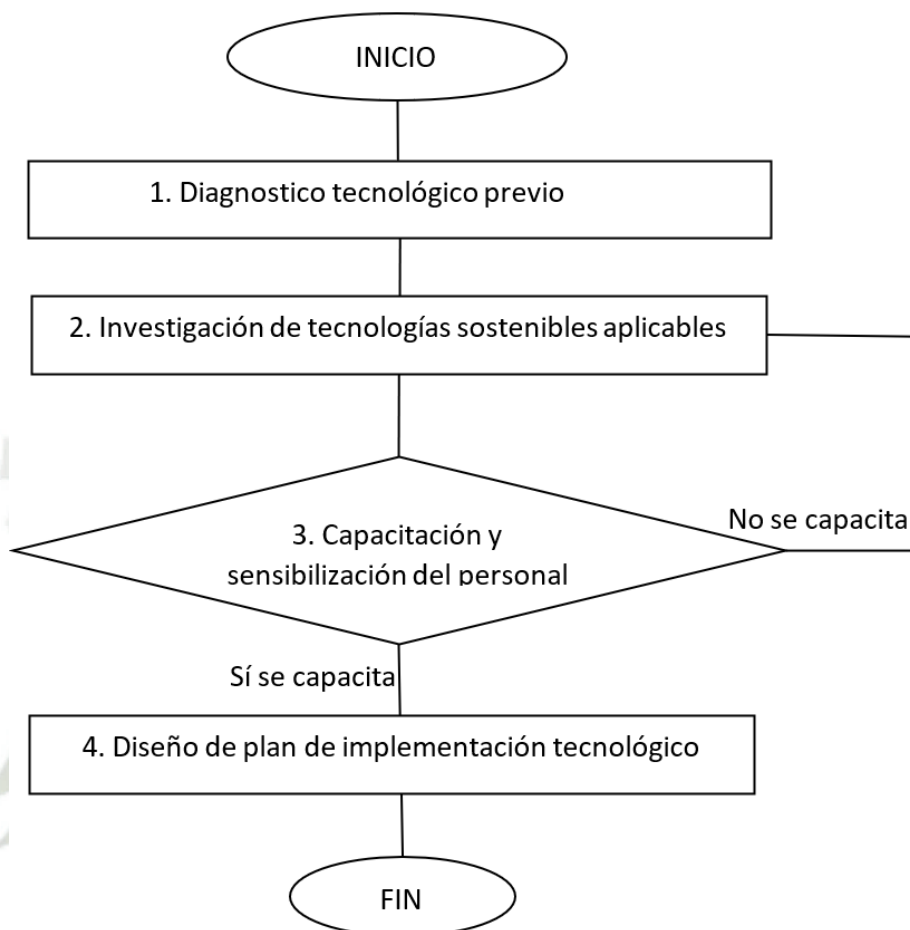 INICIO
1. Diagnostico tecnológico previo
2. Investigación de tecnologías sostenibles aplicables
No se capacita
3. Capacitación y
sensibilización del personal
Sí se capacita
4. Diseño de plan de implementación tecnológico
FIN